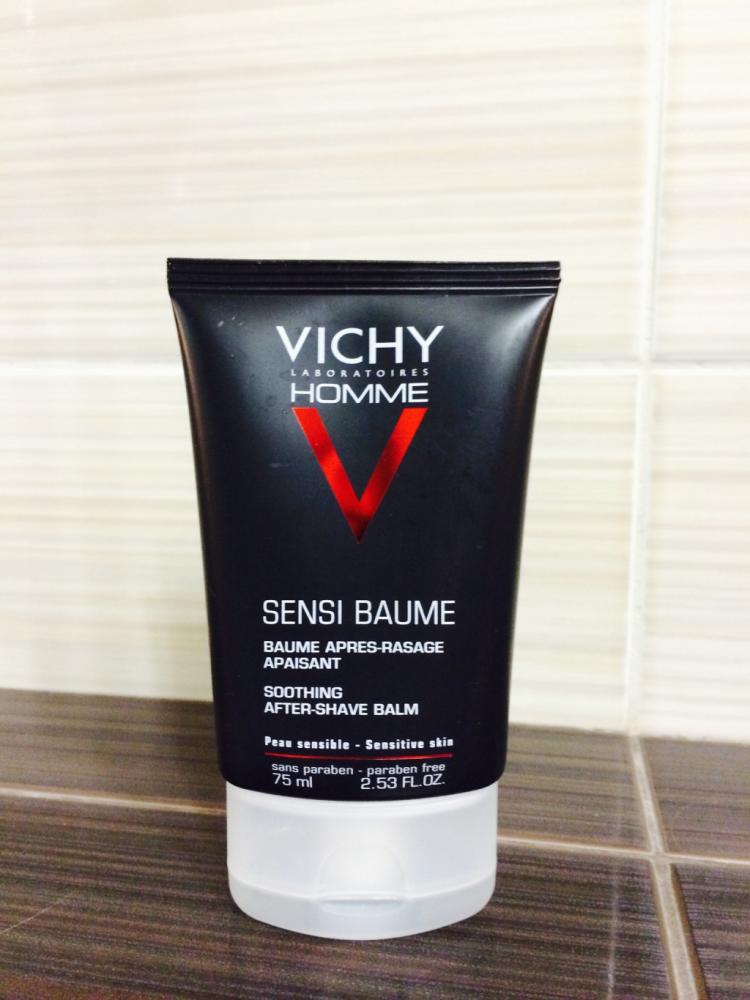 VICHY
LABORATOIRES
HOMME
V
SENSI BAUME
BAUME APRES-RASAGE
APAISANT
SOOTHING
AFTER-SHAVE BALM
Peau sensible - Sensitive skin
sans paraben - paraben free
75 ml 2.53 FL.OZ.